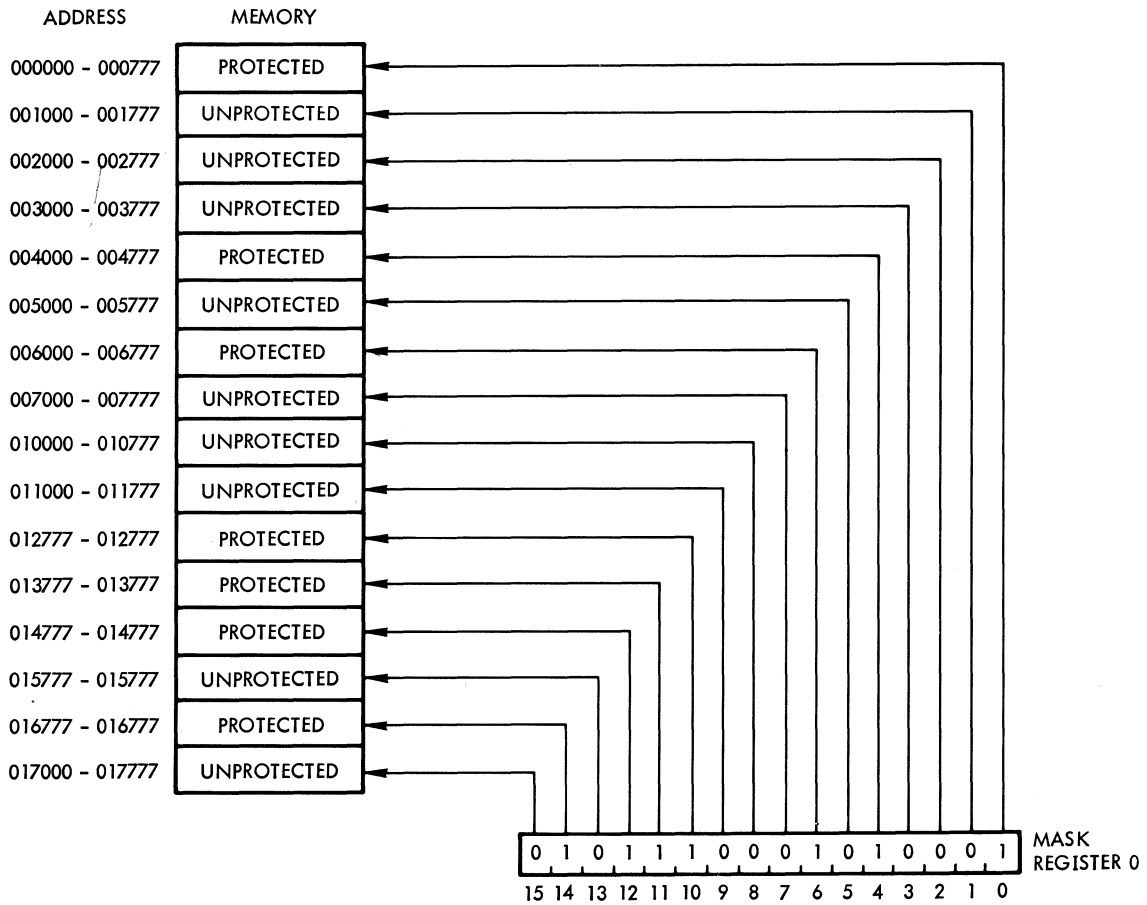 ADDRESS MEMORY
000000 - 000777 PROTECTED
001000 - 001777 UNPROTECTED
002000 - 002777 UNPROTECTED
003000 - 003777 UNPROTECTED
004000 - 004777 PROTECTED
005000 - 005777 UNPROTECTED
006000 - 006777 PROTECTED
007000 - 007777 UNPROTECTED
010000 - 010777 UNPROTECTED
011000 - 011777 UNPROTECTED
012777 - 012777 PROTECTED
013777 - 013777 PROTECTED
014777 - 014777 PROTECTED
015777 - 015777 UNPROTECTED
016777 - 016777 PROTECTED
017000 - 017777 UNPROTECTED
0 1 0 1 1 1 0 0 0 1 0 1 0 0 0 1 MASK
REGISTER 0
15 14 13 12 11 10 9 8 7 6 5 4 3 2 1 0